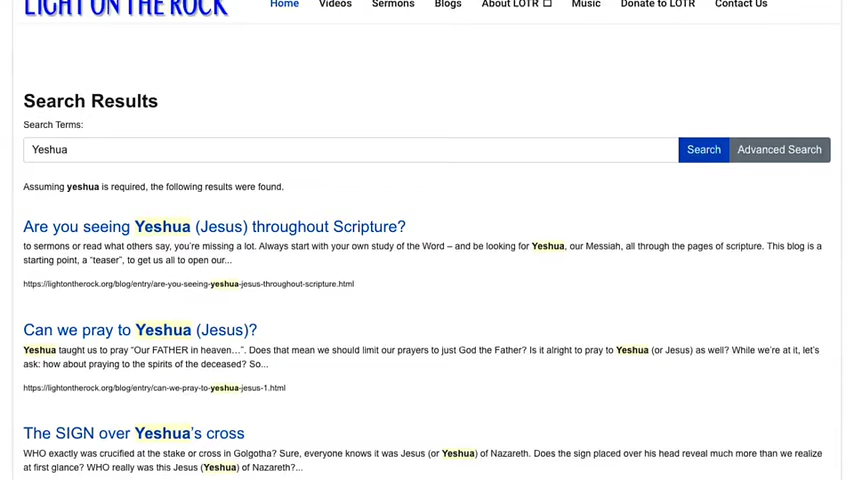 LIGHT ON THE ROCK
Home Videos Sermons Blogs About LOTR Music Donate to LOTR Contact Us
Search Results
Search Terms:
Yeshua Search Advanced Search
Assuming yeshua is required, the following results were found.
Are you seeing Yeshua (Jesus) throughout Scripture?
to sermons or read what others say, you're missing a lot. Always start with your own study of the Word – and be looking for Yeshua, our Messiah, all through the pages of scripture. This blog is a
starting point, a “teaser”, to get us all to open our...
https://lightontherock.org/blog/entry/are-you-seeing-yeshua-jesus-throughout-scripture.html
Can we pray to Yeshua (Jesus)?
Yeshua taught us to pray “Our FATHER in heaven…”. Does that mean we should limit our prayers to just God the Father? Is it alright to pray to Yeshua (or Jesus) as well? While we're at it, let's
ask: how about praying to the spirits of the deceased? So...
https://lightontherock.org/blog/entry/can-we-pray-to-yeshua-jesus-1.html
The SIGN over Yeshua's cross
WHO exactly was crucified at the stake or cross in Golgotha? Sure, everyone knows it was Jesus (or Yeshua) of Nazareth. Does the sign placed over his head reveal much more than we realize
at first glance? WHO really was this Jesus (Yeshua) of Nazareth?...